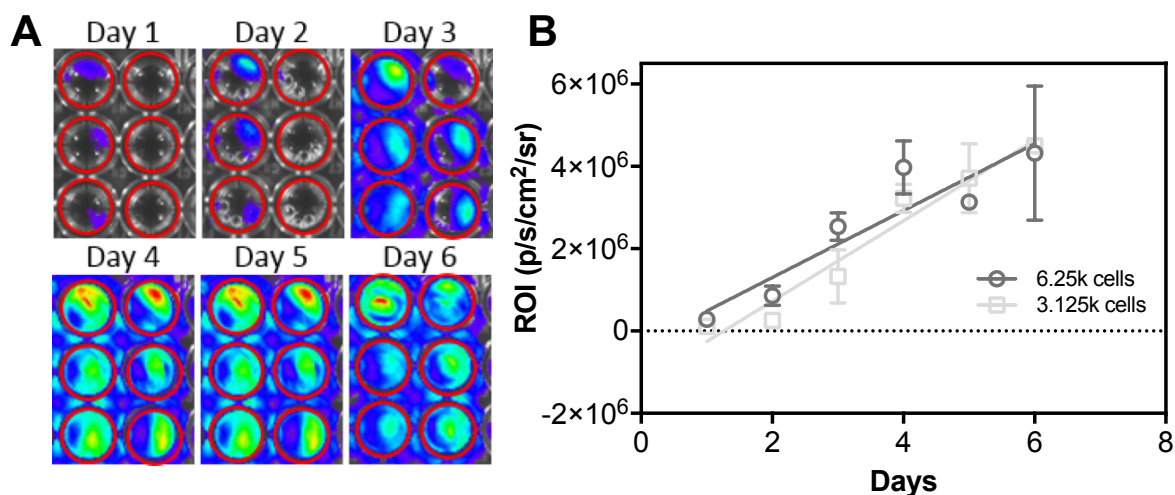 A
Day 1 Day 2 Day 3
Day 4 Day 5 Day 6
B
6×10⁶
4×10⁶
2×10⁶
0
-2×10⁶
ROI (p/s/cm²/sr)
6.25k cells
3.125k cells
0 2 4 6 8
Days